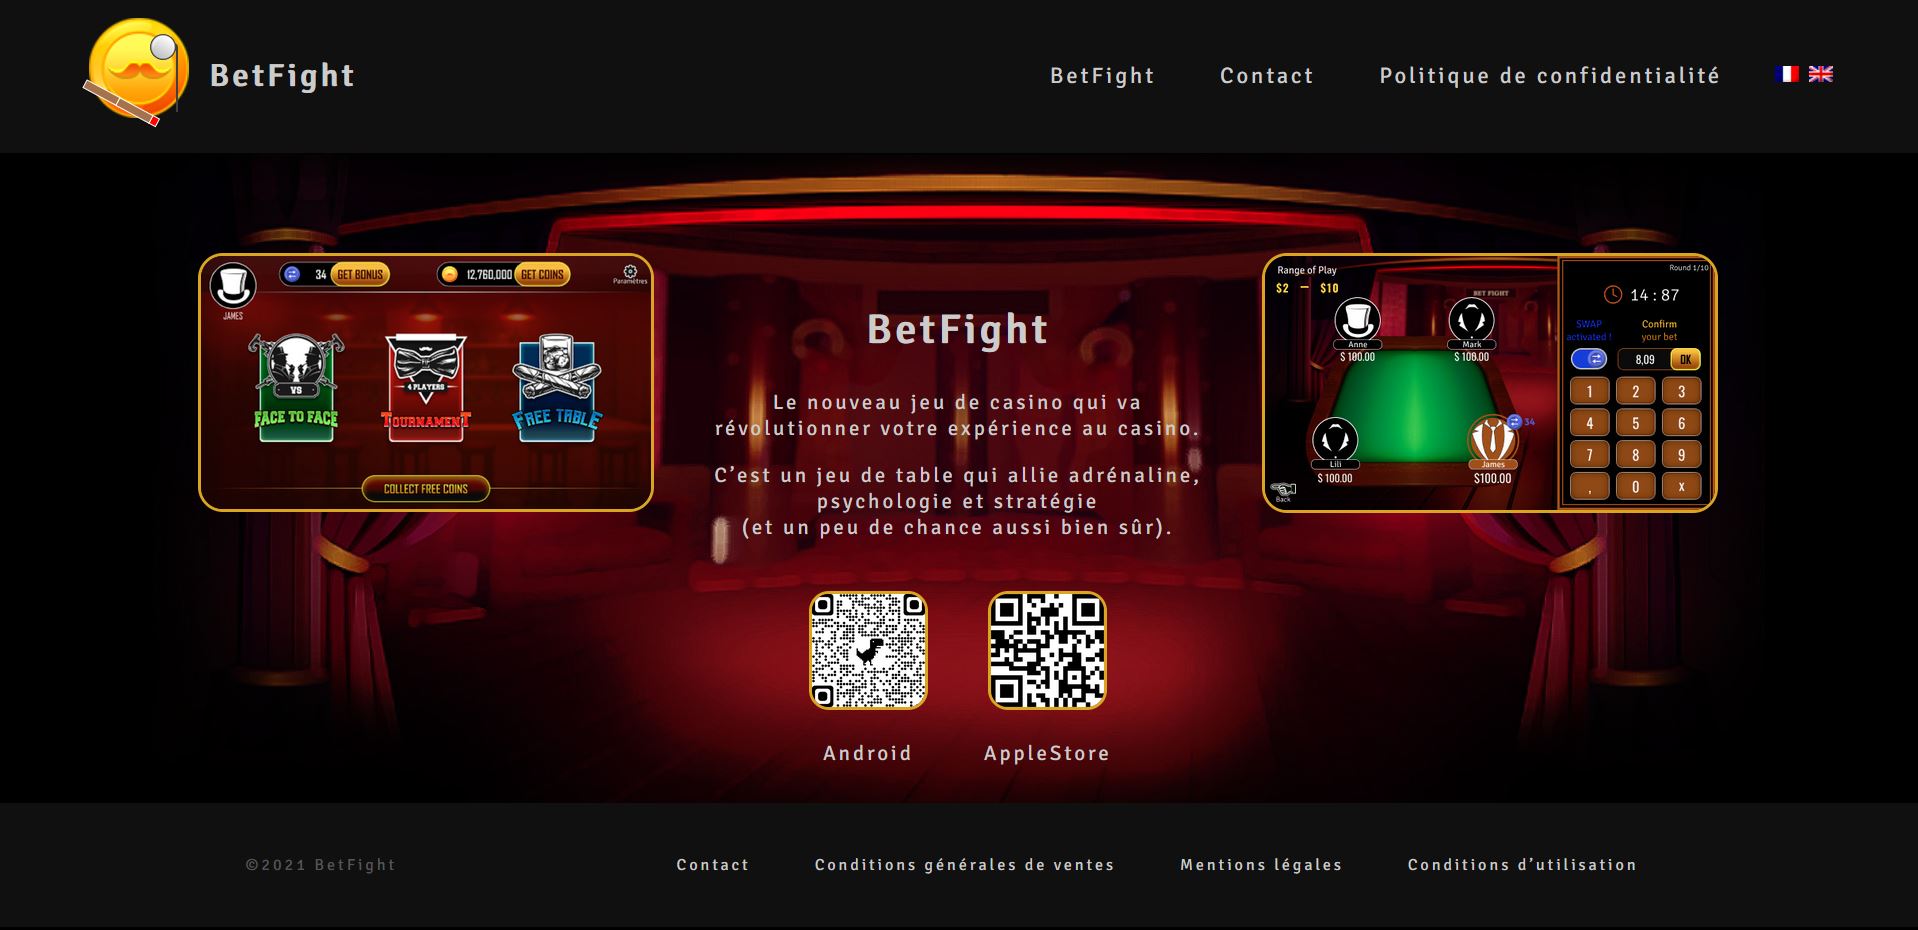 BetFight
BetFight
Contact
Politique de confidentialité
JAMES
34
GET BONUS
12,760,000
GET COINS
Paramètres
VS
FACE TO FACE
4 PLAYERS
TOURNAMENT
FREE TABLE
COLLECT FREE COINS
BetFight
Le nouveau jeu de casino qui va
révolutionner votre expérience au casino.
C’est un jeu de table qui allie adrénaline,
psychologie et stratégie
(et un peu de chance aussi bien sûr).
Android
AppleStore
Range of Play
$2 – $10
BET FIGHT
Anne
$ 100.00
Mark
$ 100.00
Lili
$ 100.00
34
James
$100.00
Back
Round 1/10
14 : 87
SWAP
activated !
Confirm
your bet
8,09
OK
1 2 3
4 5 6
7 8 9
, 0 x
©2021 BetFight
Contact
Conditions générales de ventes
Mentions légales
Conditions d’utilisation